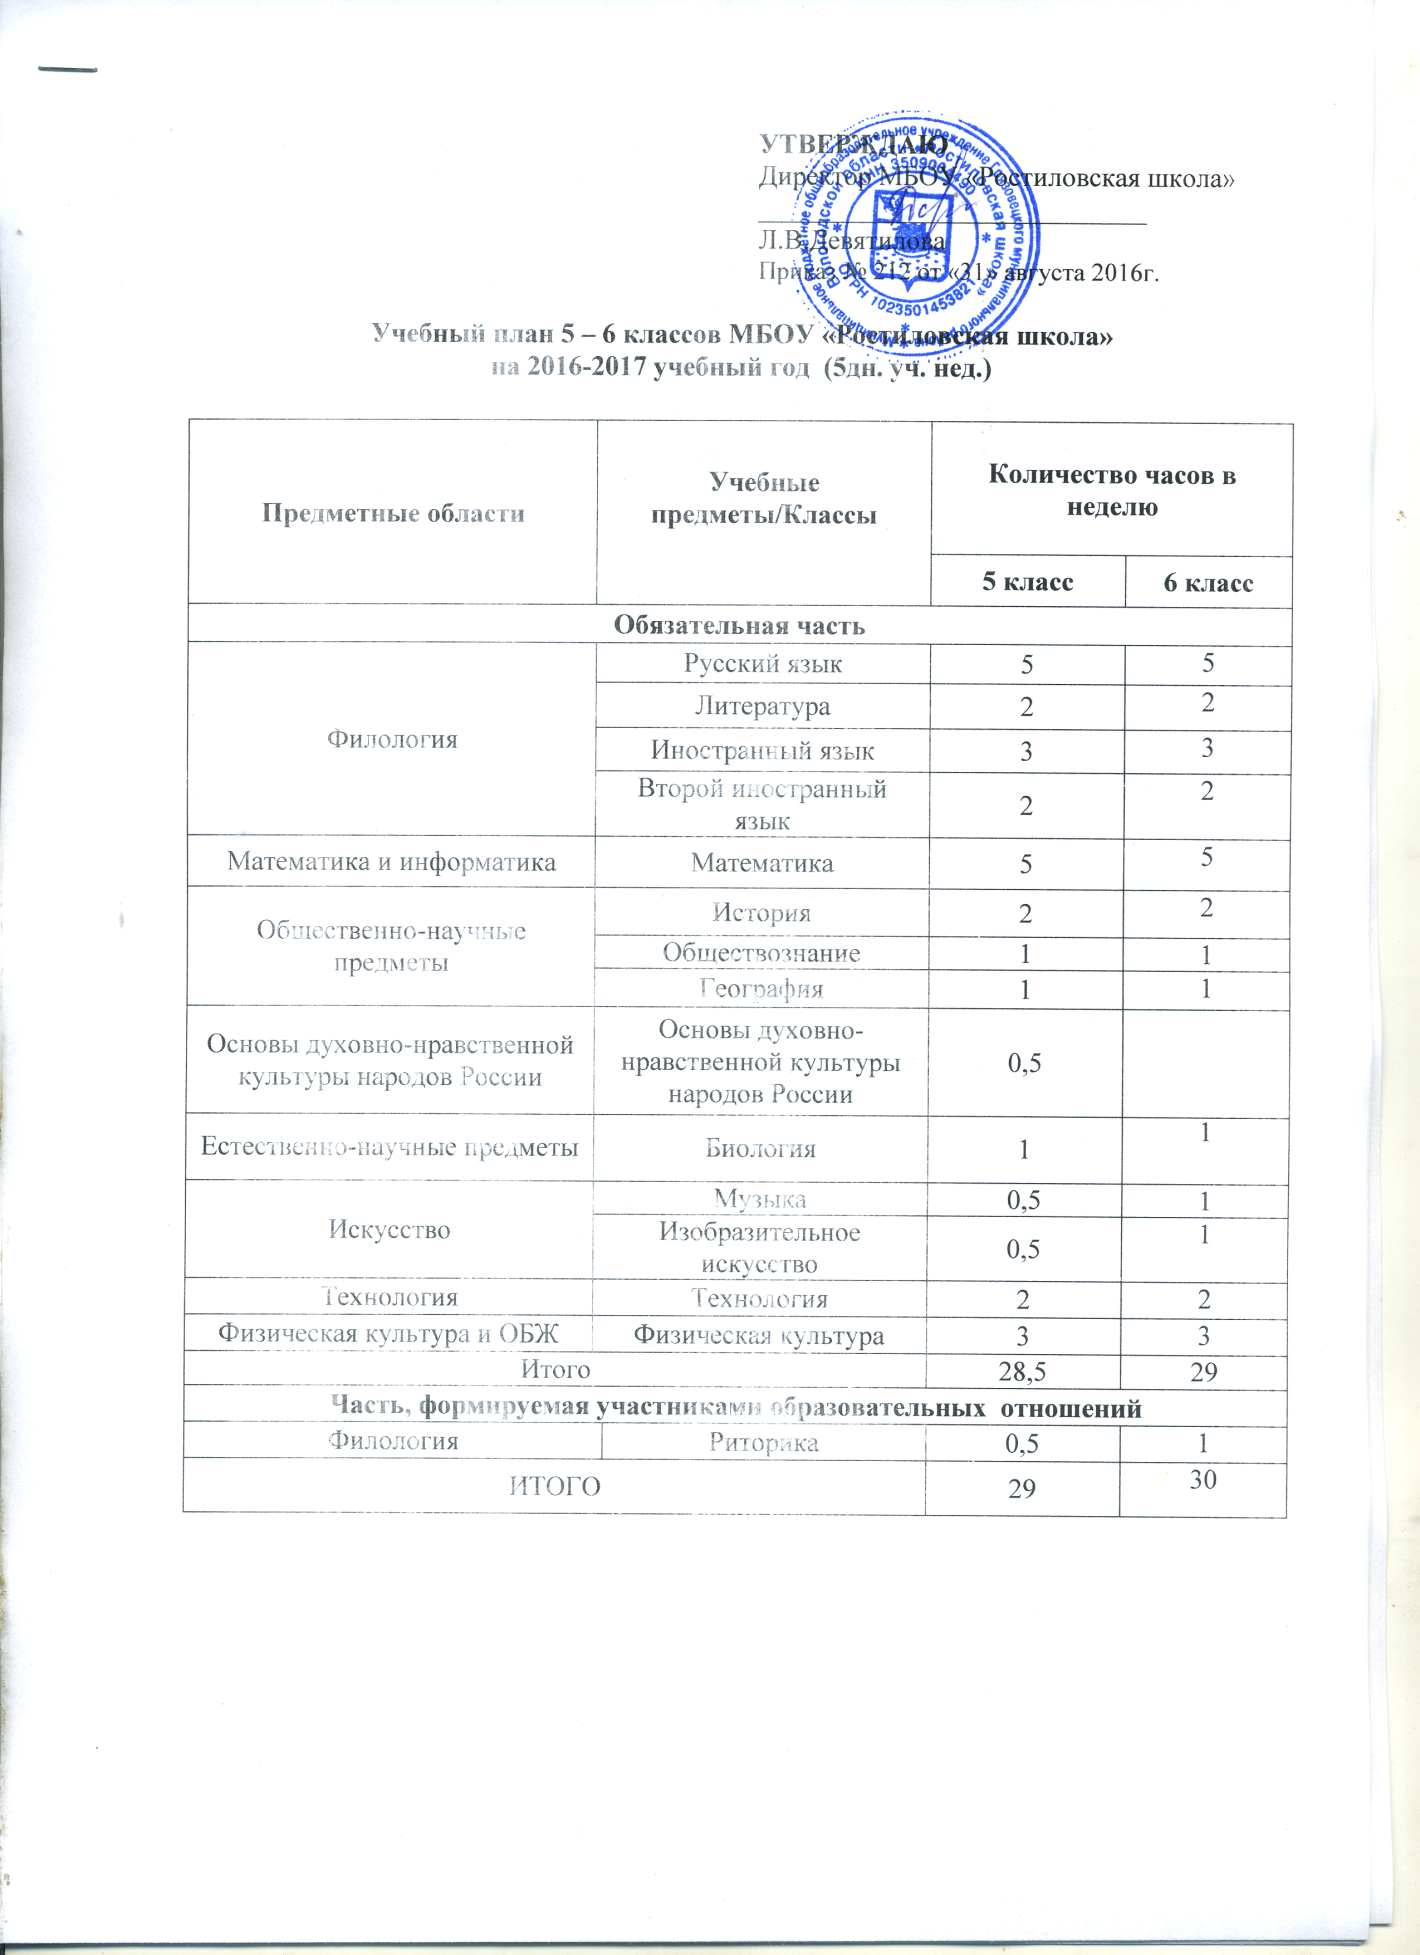 УТВЕРЖДАЮ
Директор МБОУ «Ростиловская школа»
Л.В.Девятилова
Приказ № 212 от «31» августа 2016г.
ИНН
ОГРН 1023501453821
Вологодской области «Ростиловская школа»
Учебный план 5 – 6 классов МБОУ «Ростиловская школа»
на 2016-2017 учебный год (5дн. уч. нед.)
Предметные области
Учебные
предметы/Классы
Количество часов в
неделю
5 класс 6 класс
Обязательная часть
Филология
Русский язык 5 5
Литература 2 2
Иностранный язык 3 3
Второй иностранный
язык 2 2
Математика и информатика Математика 5 5
Общественно-научные
предметы
История 2 2
Обществознание 1 1
География 1 1
Основы духовно-нравственной
культуры народов России
Основы духовно-
нравственной культуры
народов России
0,5
Естественно-научные предметы Биология 1 1
Искусство
Музыка 0,5 1
Изобразительное
искусство 0,5 1
Технология Технология 2 2
Физическая культура и ОБЖ Физическая культура 3 3
Итого 28,5 29
Часть, формируемая участниками образовательных отношений
Филология Риторика 0,5 1
ИТОГО 29 30